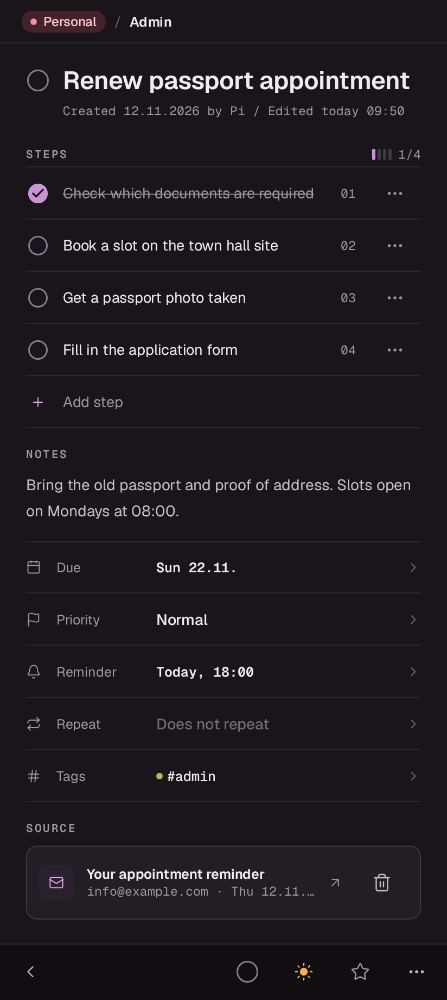 Personal / Admin
Renew passport appointment
Created 12.11.2026 by Pi / Edited today 09:50
STEPS 1/4
Check which documents are required 01
Book a slot on the town hall site 02
Get a passport photo taken 03
Fill in the application form 04
+ Add step
NOTES
Bring the old passport and proof of address. Slots open
on Mondays at 08:00.
Due Sun 22.11.
Priority Normal
Reminder Today, 18:00
Repeat Does not repeat
Tags #admin
SOURCE
Your appointment reminder
info@example.com · Thu 12.11.…